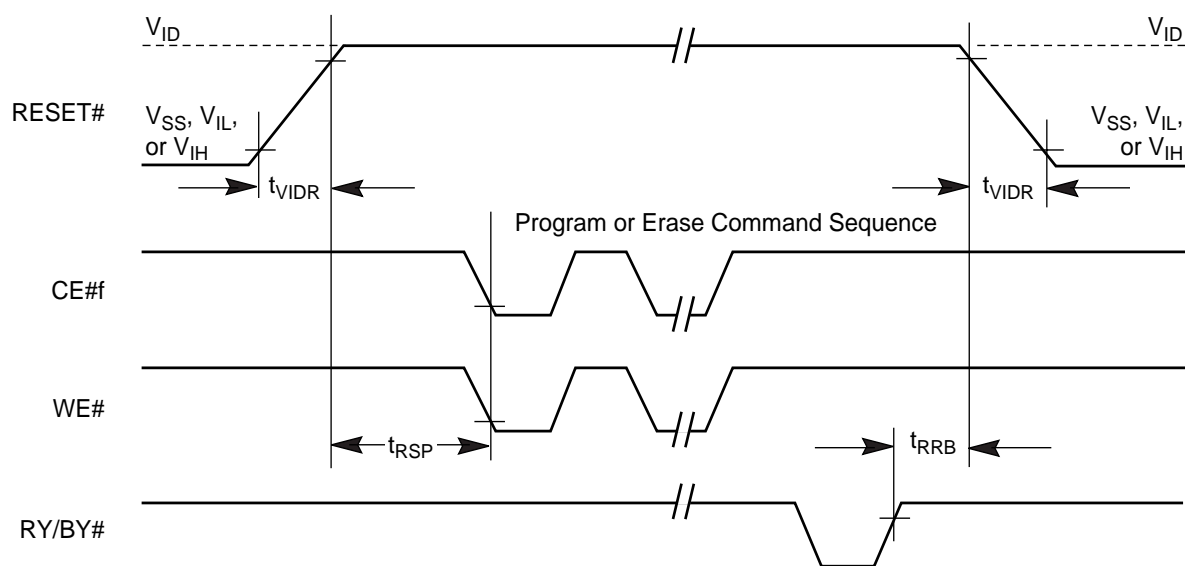 VID
VID
RESET#
VSS, VIL,
or VIH
VSS, VIL,
or VIH
tVIDR
tVIDR
Program or Erase Command Sequence
CE#f
WE#
tRSP
tRRB
RY/BY#